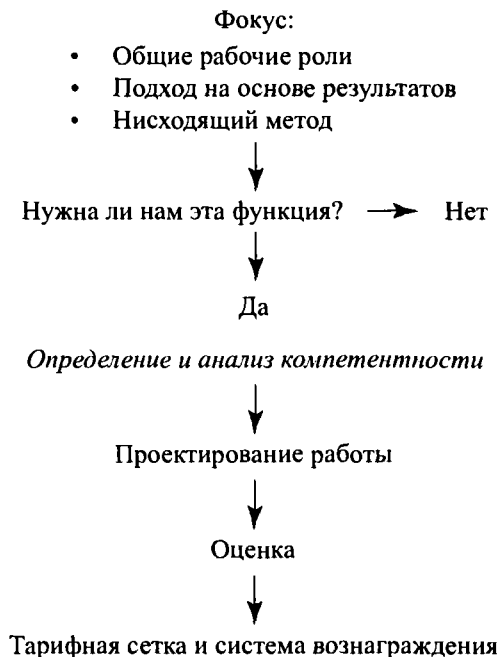 Фокус:
• Общие рабочие роли
• Подход на основе результатов
• Нисходящий метод
Нужна ли нам эта функция? Нет
Да
Определение и анализ компетентности
Проектирование работы
Оценка
Тарифная сетка и система вознаграждения